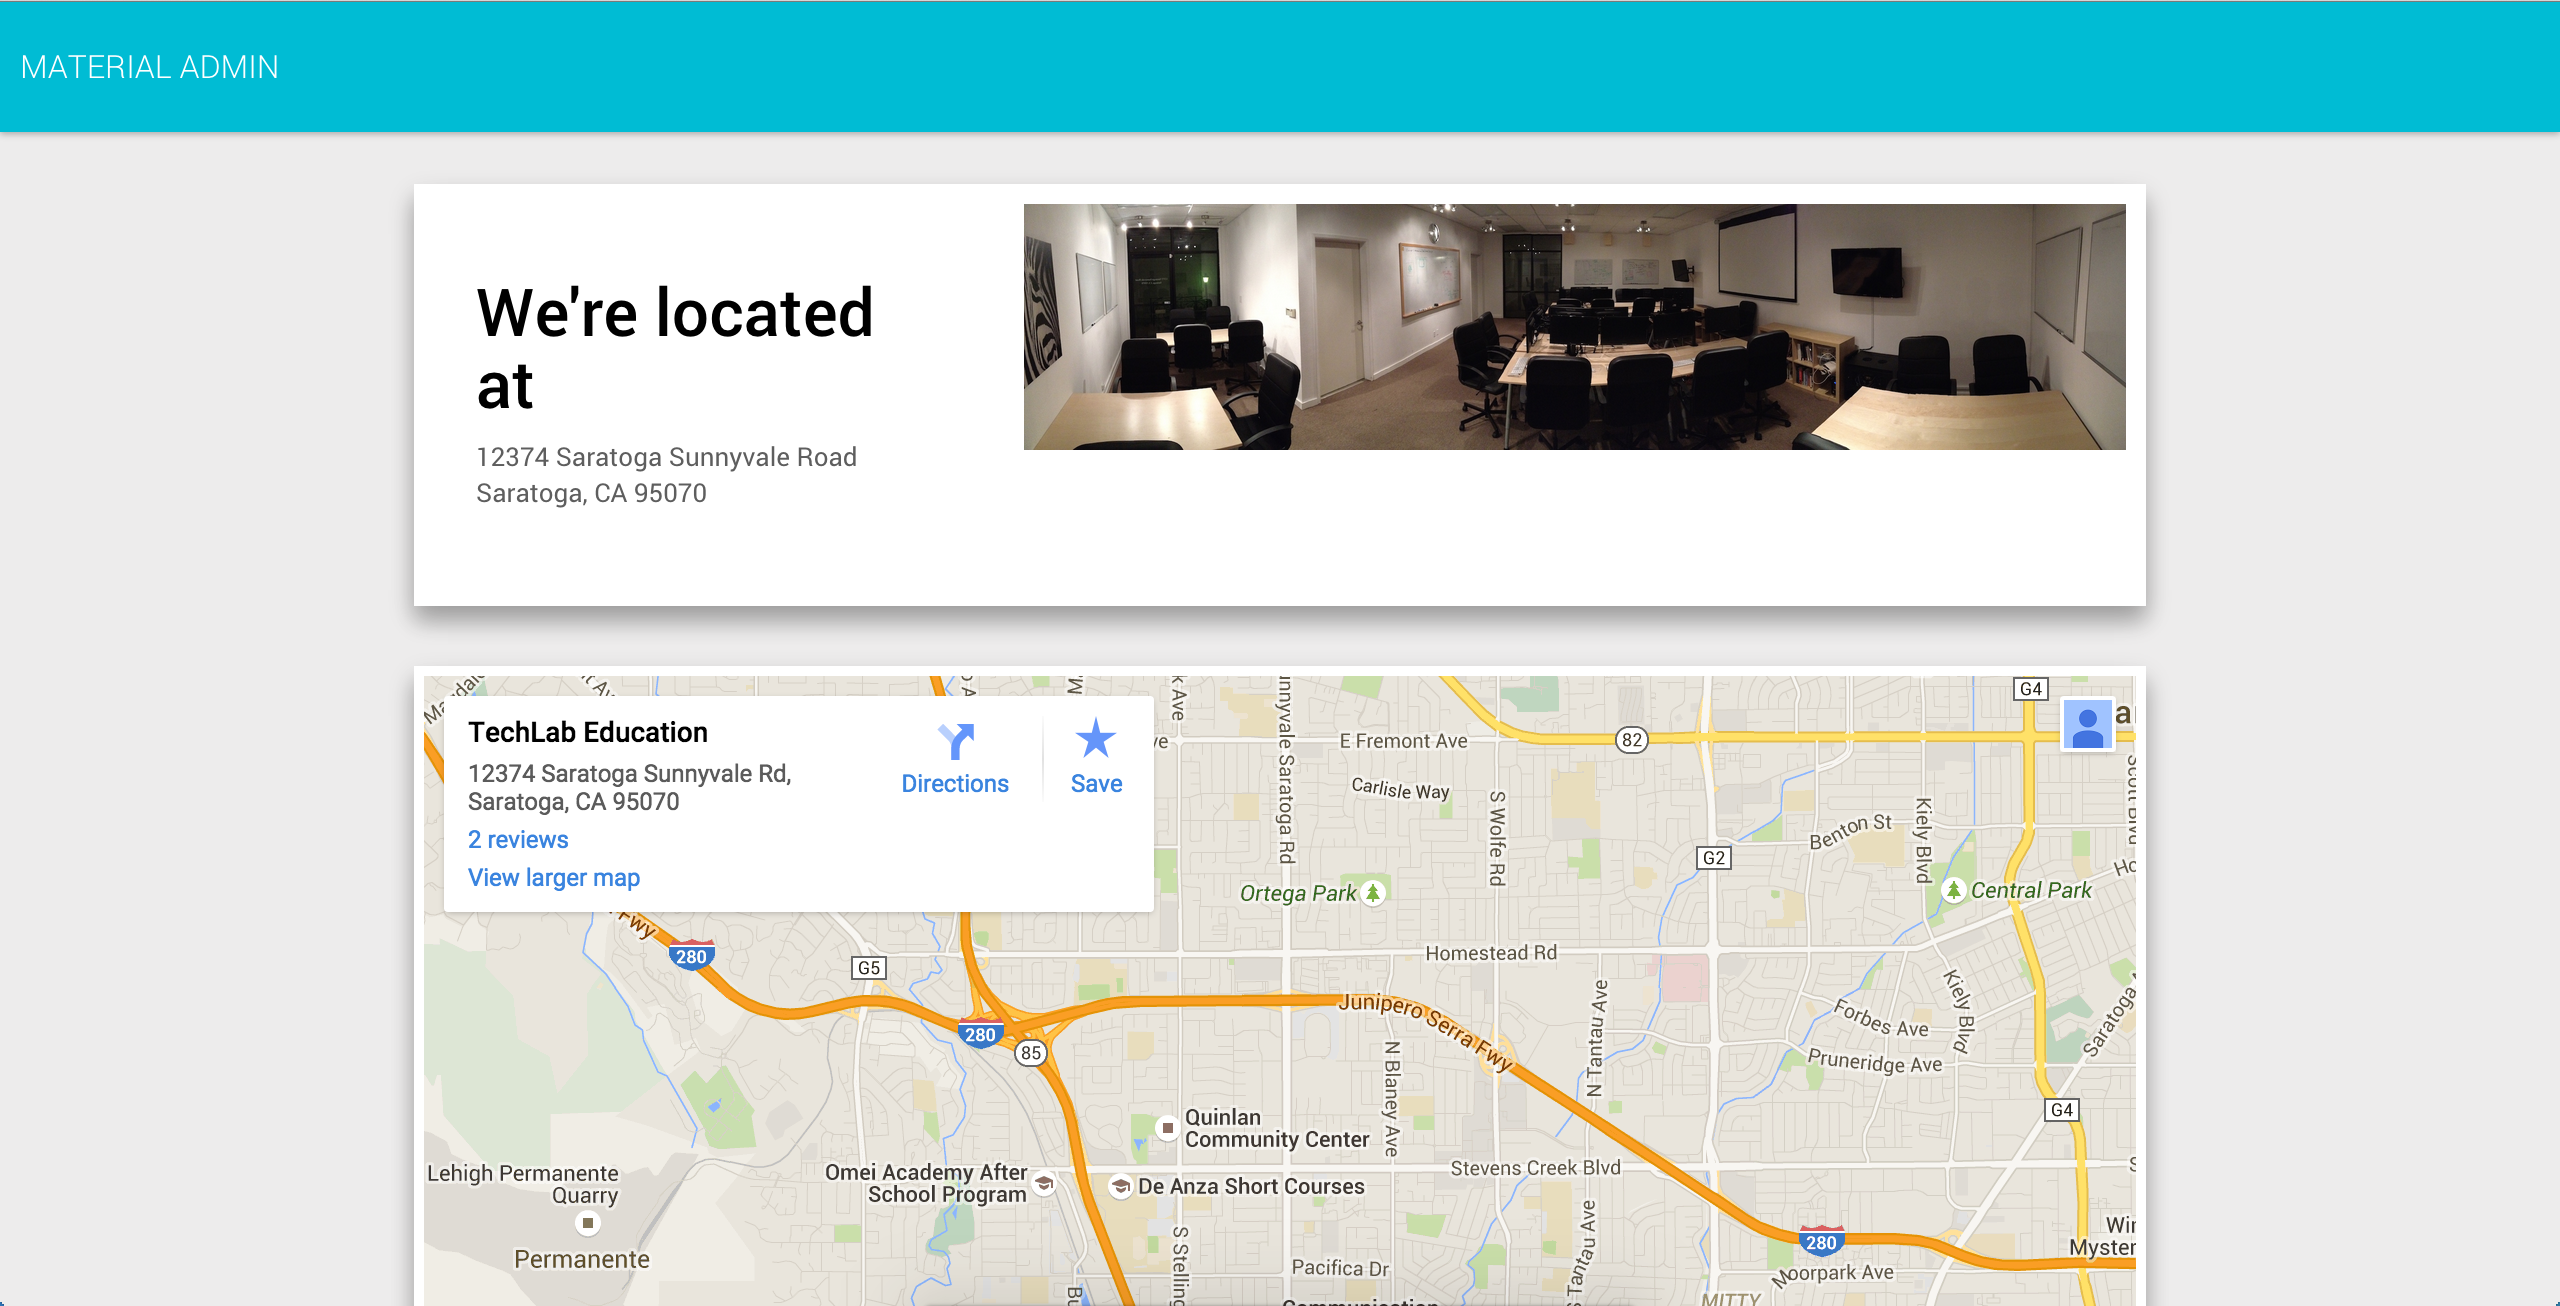 MATERIAL ADMIN
We're located
at
12374 Saratoga Sunnyvale Road
Saratoga, CA 95070
TechLab Education
12374 Saratoga Sunnyvale Rd,
Saratoga, CA 95070
2 reviews
View larger map
Directions
Save
G4
82
E Fremont Ave
Carlisle Way
S Wolfe Rd
Kiely Blvd
Benton St
G2
Ortega Park
Central Park
Fwy
280
G5
Homestead Rd
Junipero Serra Fwy
280
85
N Blaney Ave
N Tantau Ave
Forbes Ave
Kiely Blvd
Pruneridge Ave
Saratoga
G4
Quinlan
Community Center
Lehigh Permanente
Quarry
Omei Academy After
School Program
De Anza Short Courses
Stevens Creek Blvd
Permanente
S Stelling
Pacifica Dr
S Tantau Ave
280
Moorpark Ave
MITTY